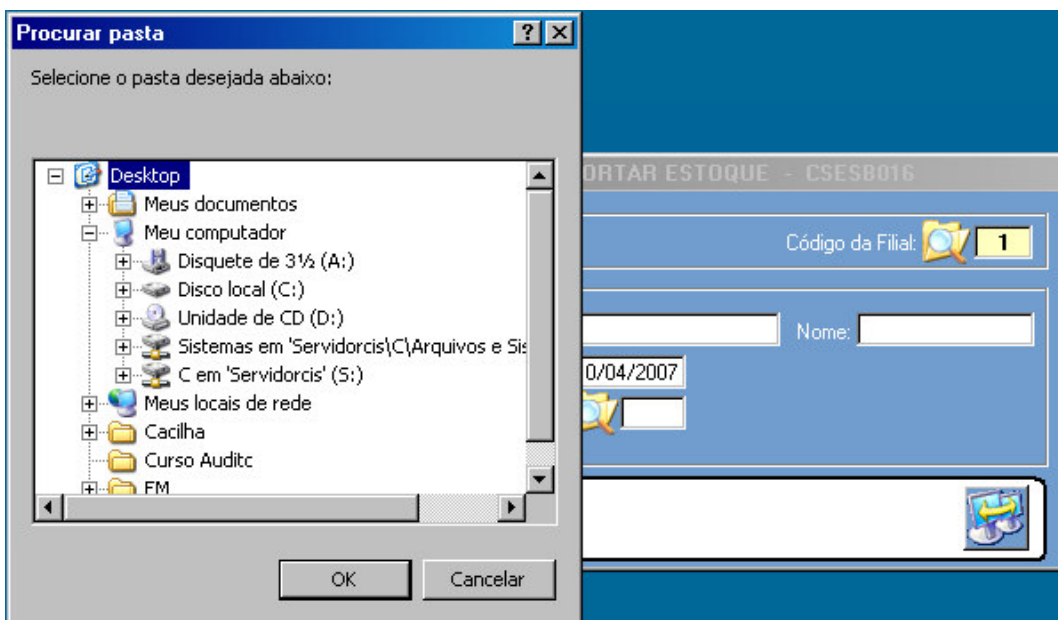 Procurar pasta
Selecione o pasta desejada abaixo:
Desktop
Meus documentos
Meu computador
Disquete de 3½ (A:)
Disco local (C:)
Unidade de CD (D:)
Sistemas em 'Servidorcis\C\Arquivos e Sis
C em 'Servidorcis' (S:)
Meus locais de rede
Cacilha
Curso Auditc
FM
OK Cancelar
ORTAR ESTOQUE - CSESB016
Código da Filial: 1
Nome:
0/04/2007